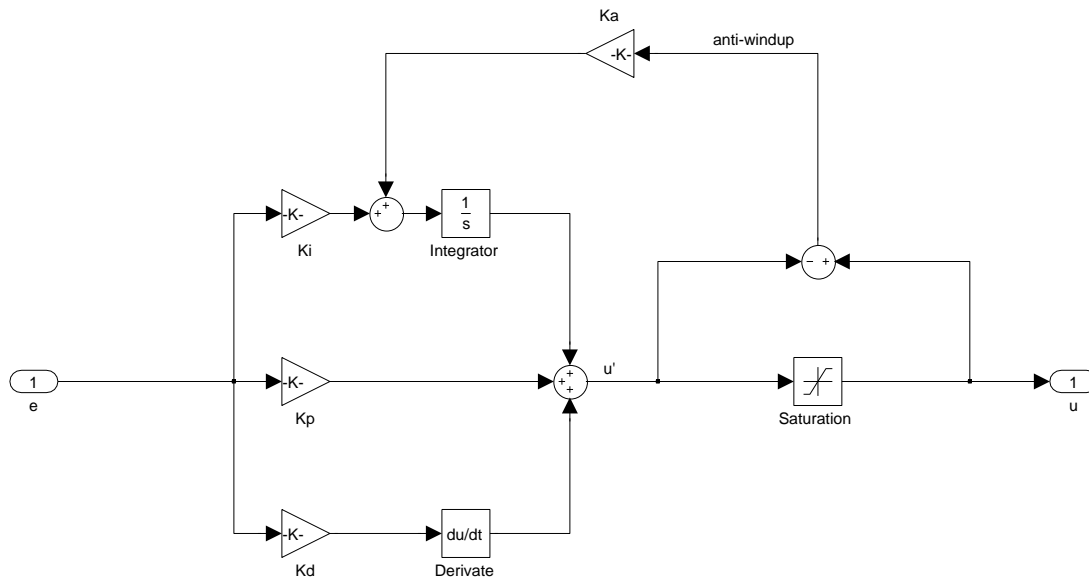 Ka
anti-windup
-K-
+
+
-K-
1
s
Ki
Integrator
- +
1
e
-K-
Kp
+
+
+
u'
Saturation
1
u
-K-
Kd
du/dt
Derivate